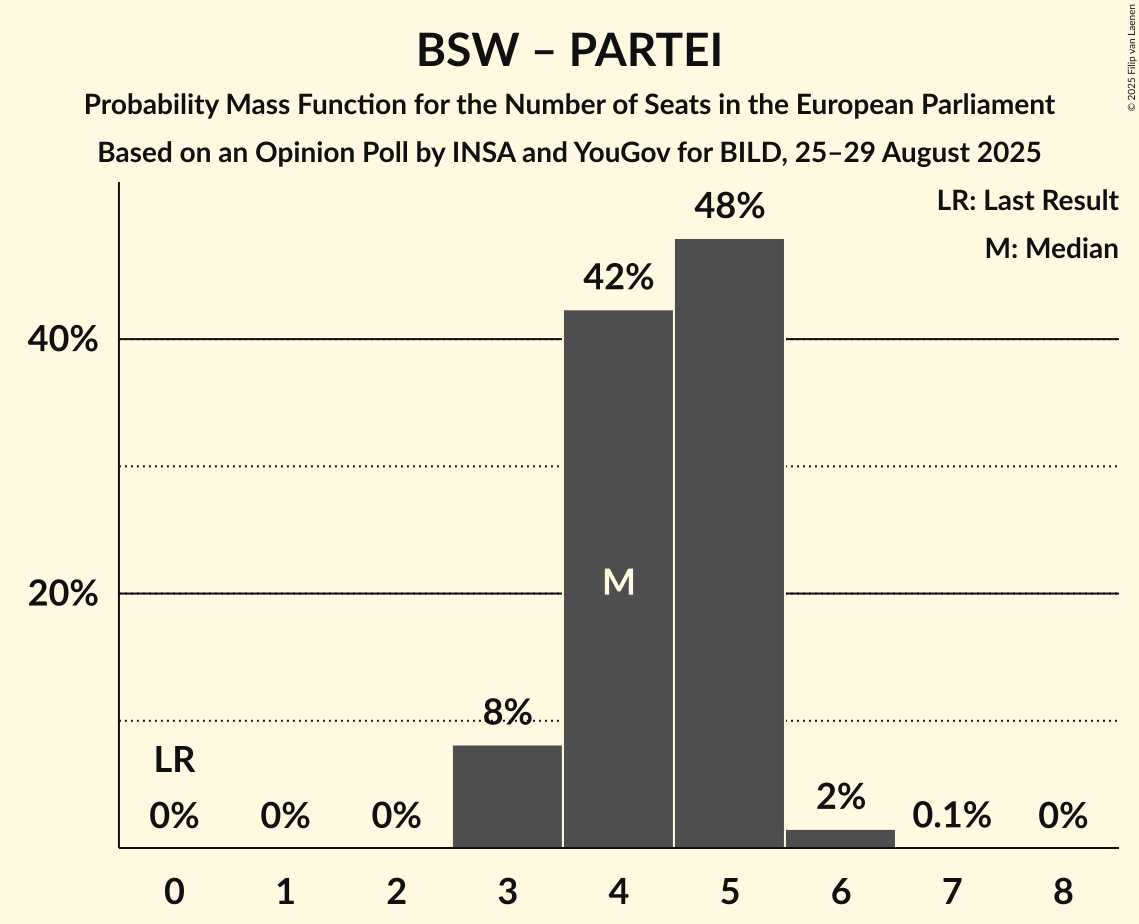 BSW – PARTEI
Probability Mass Function for the Number of Seats in the European Parliament
Based on an Opinion Poll by INSA and YouGov for BILD, 25–29 August 2025
© 2025 Filip van Laenen
LR: Last Result
M: Median
48%
42%
40%
M
20%
8%
LR
2%
0% 0% 0% 0.1% 0%
0 1 2 3 4 5 6 7 8